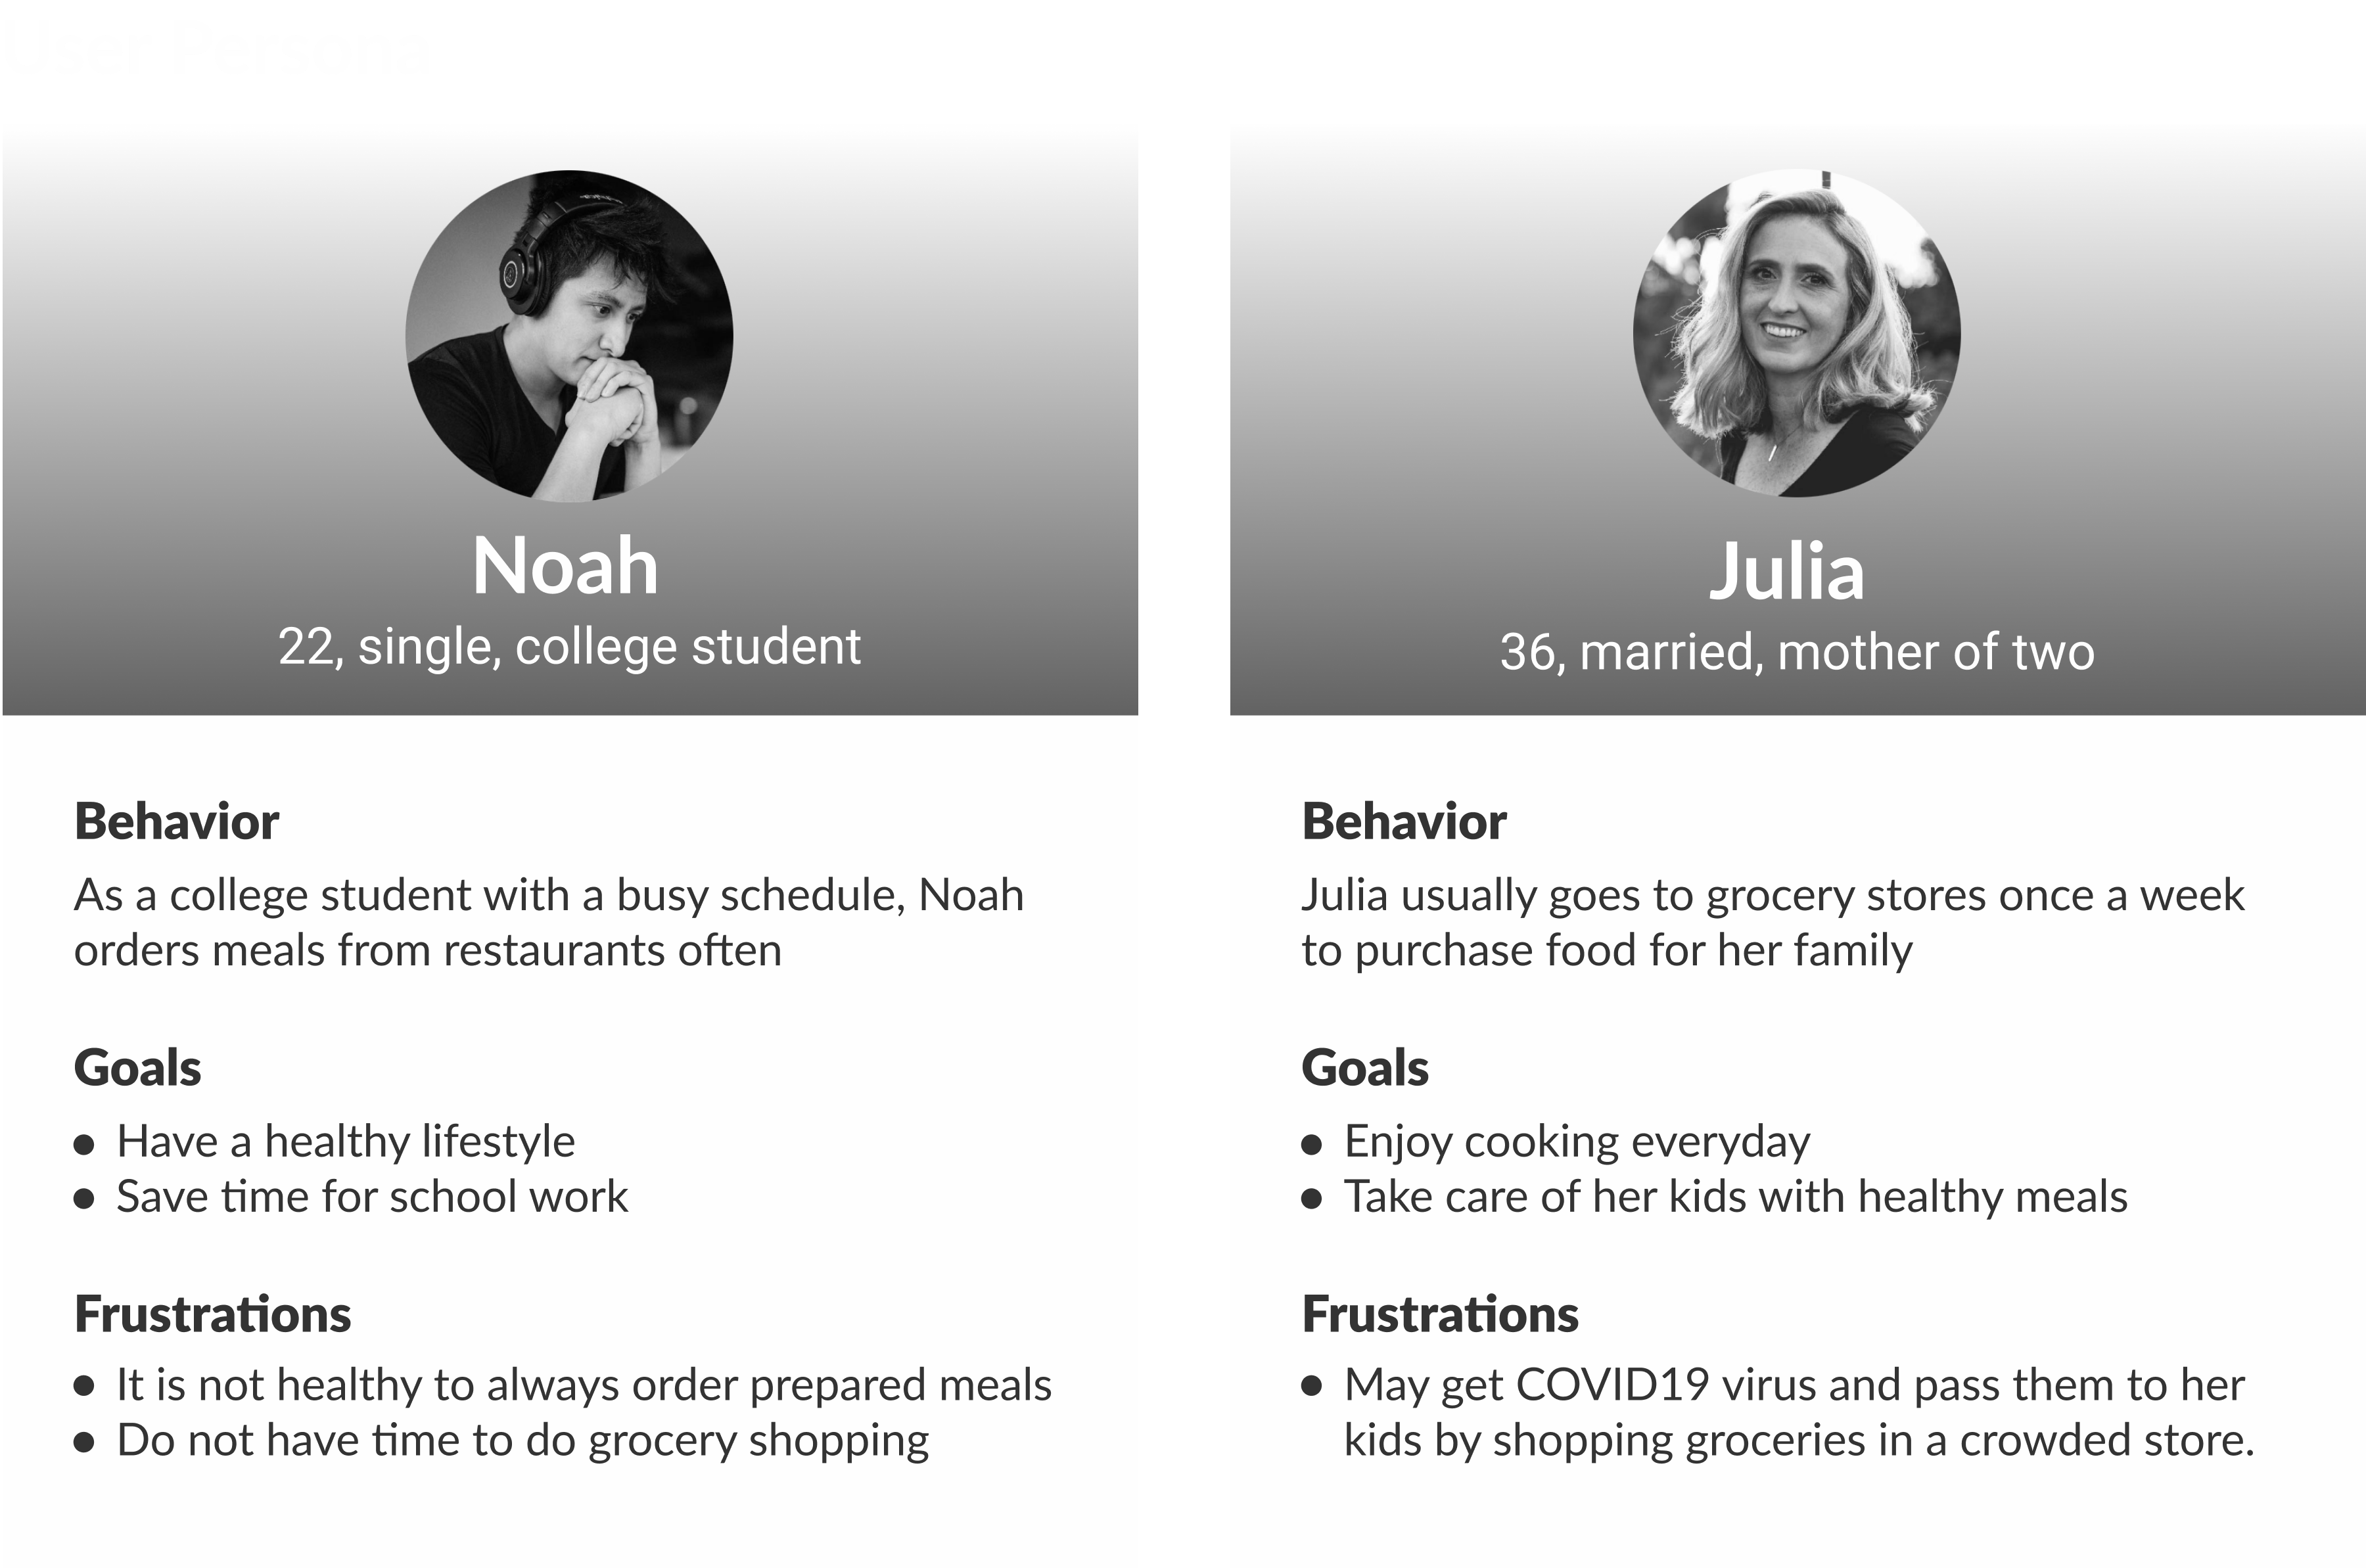 User Persona
Noah
22, single, college student
Behavior
As a college student with a busy schedule, Noah
orders meals from restaurants often
Goals
● Have a healthy lifestyle
● Save time for school work
Frustrations
● It is not healthy to always order prepared meals
● Do not have time to do grocery shopping
Julia
36, married, mother of two
Behavior
Julia usually goes to grocery stores once a week
to purchase food for her family
Goals
● Enjoy cooking everyday
● Take care of her kids with healthy meals
Frustrations
● May get COVID19 virus and pass them to her
kids by shopping groceries in a crowded store.